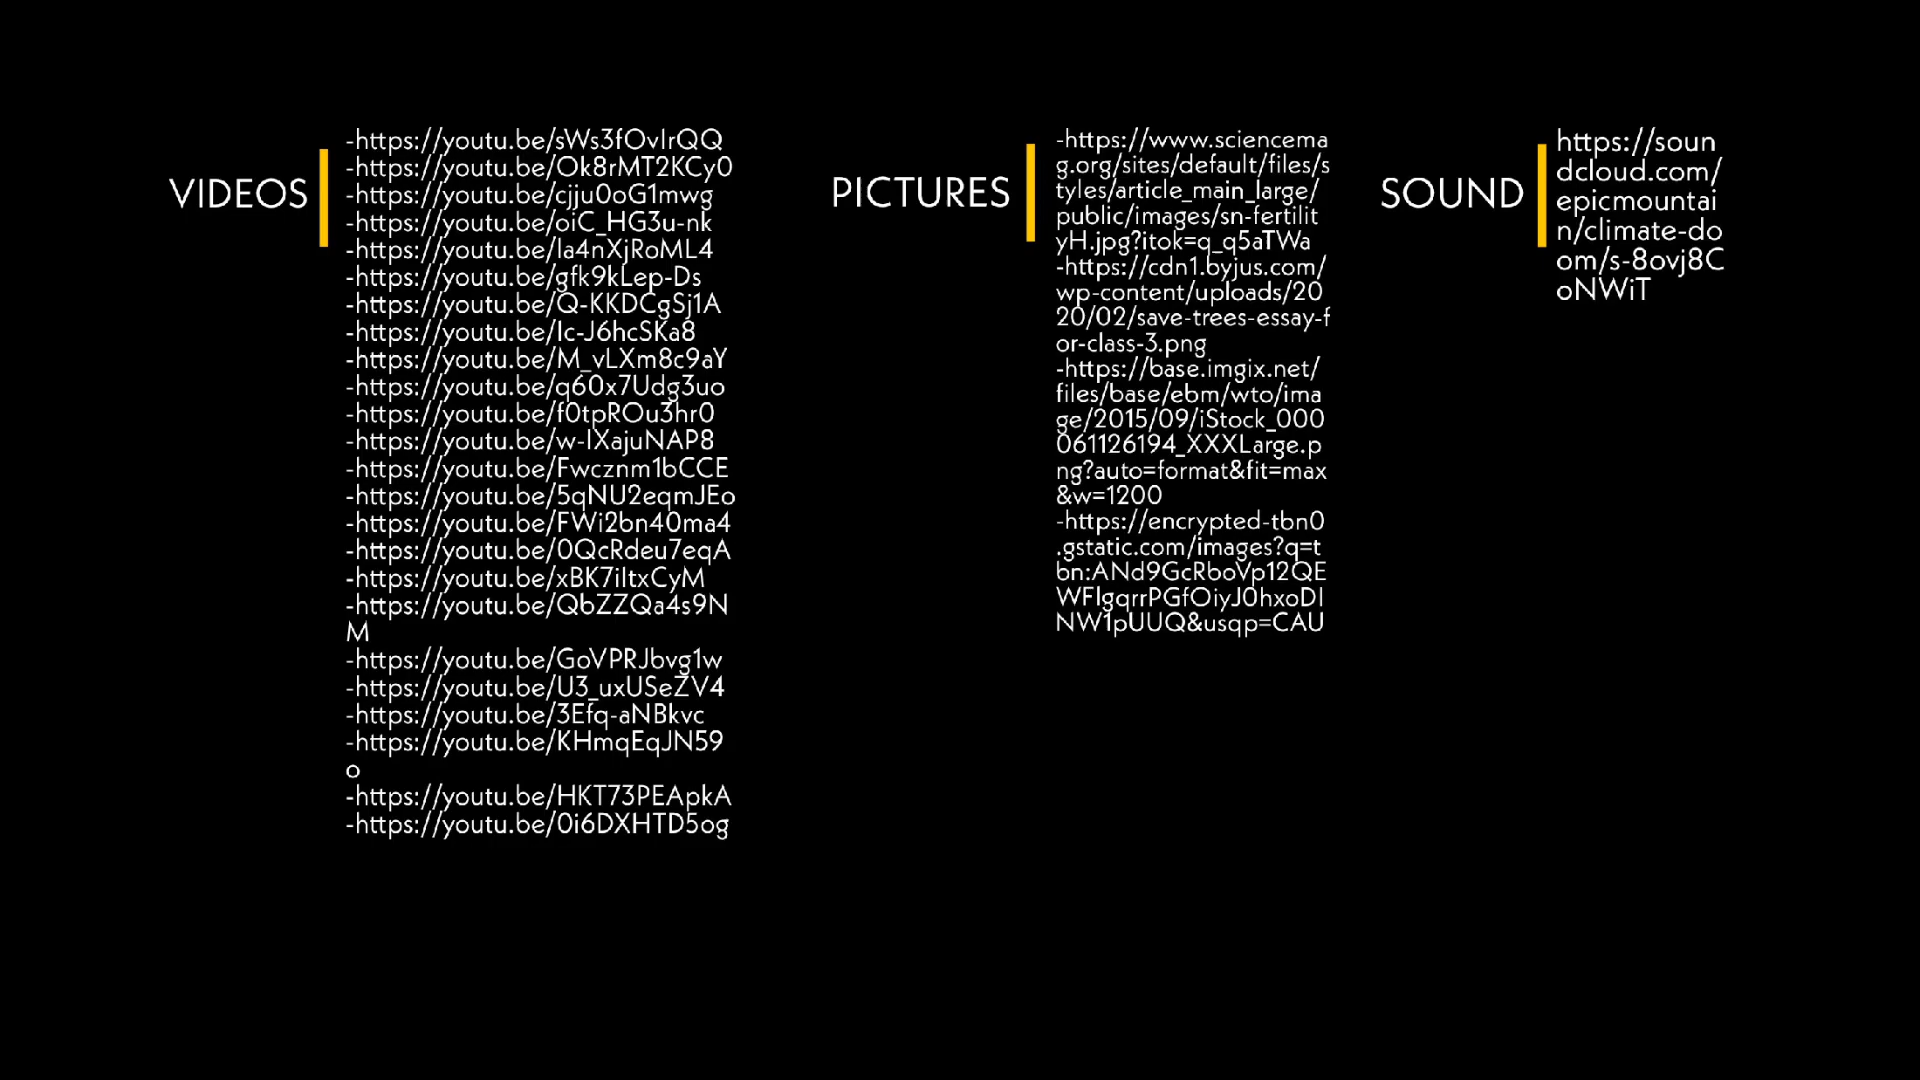 VIDEOS
-https://youtu.be/sWs3fOvIrQQ
-https://youtu.be/Ok8rMT2KCy0
-https://youtu.be/cjju0oG1mwg
-https://youtu.be/oiC_HG3u-nk
-https://youtu.be/la4nXjRoML4
-https://youtu.be/gfk9kLep-Ds
-https://youtu.be/Q-KKDCgSj1A
-https://youtu.be/Ic-J6hcSKa8
-https://youtu.be/M_vLXm8c9aY
-https://youtu.be/q60x7Udg3uo
-https://youtu.be/f0tpROu3hr0
-https://youtu.be/w-IXajuNAP8
-https://youtu.be/Fwcznm1bCCE
-https://youtu.be/5qNU2eqmJEo
-https://youtu.be/FWi2bn40ma4
-https://youtu.be/0QcRdeu7eqA
-https://youtu.be/xBK7iItxCyM
-https://youtu.be/QbZZQa4s9N
M
-https://youtu.be/GoVPRJbvg1w
-https://youtu.be/U3_uxUSeZV4
-https://youtu.be/3Efq-aNBkvc
-https://youtu.be/KHmqEqJN59
o
-https://youtu.be/HKT73PEApkA
-https://youtu.be/0i6DXHTD5og
PICTURES
-https://www.sciencema
g.org/sites/default/files/s
tyles/article_main_large/
public/images/sn-fertilit
yH.jpg?itok=q_q5aTWa
-https://cdn1.byjus.com/
wp-content/uploads/20
20/02/save-trees-essay-f
or-class-3.png
-https://base.imgix.net/
files/base/ebm/wto/ima
ge/2015/09/iStock_000
061126194_XXXLarge.p
ng?auto=format&fit=max
&w=1200
-https://encrypted-tbn0
.gstatic.com/images?q=t
bn:ANd9GcRboVp12QE
WFlgqrrPGfOiyJ0hxoDI
NW1pUUQ&usqp=CAU
SOUND
https://soun
dcloud.com/
epicmountai
n/climate-do
om/s-8ovj8C
oNWiT